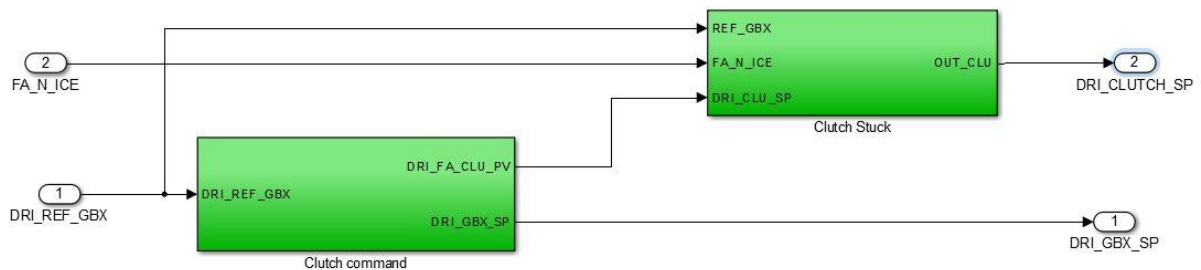 REF_GBX
2
FA_N_ICE
FA_N_ICE
OUT_CLU
2
DRI_CLUTCH_SP
DRI_CLU_SP
Clutch Stuck
DRI_FA_CLU_PV
1
DRI_REF_GBX
DRI_REF_GBX
DRI_GBX_SP
1
DRI_GBX_SP
Clutch command